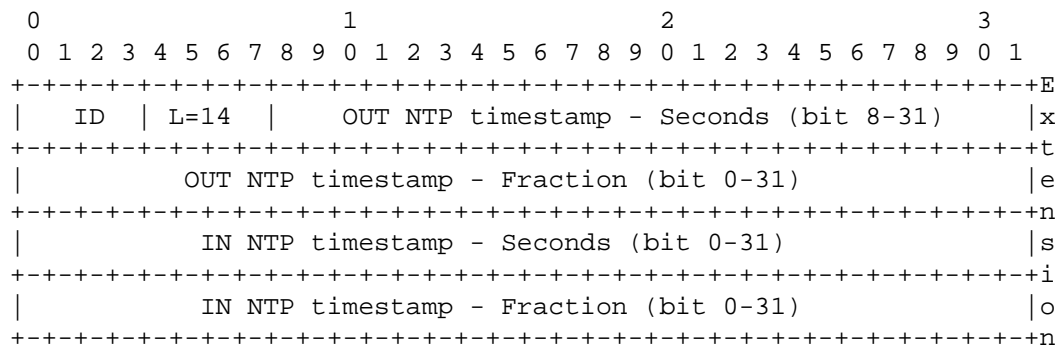 0                   1                   2                   3
 0 1 2 3 4 5 6 7 8 9 0 1 2 3 4 5 6 7 8 9 0 1 2 3 4 5 6 7 8 9 0 1
+-+-+-+-+-+-+-+-+-+-+-+-+-+-+-+-+-+-+-+-+-+-+-+-+-+-+-+-+-+-+-+-+E
|   ID  | L=14  |    OUT NTP timestamp - Seconds (bit 8-31)     |x
+-+-+-+-+-+-+-+-+-+-+-+-+-+-+-+-+-+-+-+-+-+-+-+-+-+-+-+-+-+-+-+-+t
|          OUT NTP timestamp - Fraction (bit 0-31)              |e
+-+-+-+-+-+-+-+-+-+-+-+-+-+-+-+-+-+-+-+-+-+-+-+-+-+-+-+-+-+-+-+-+n
|           IN NTP timestamp - Seconds (bit 0-31)               |s
+-+-+-+-+-+-+-+-+-+-+-+-+-+-+-+-+-+-+-+-+-+-+-+-+-+-+-+-+-+-+-+-+i
|           IN NTP timestamp - Fraction (bit 0-31)              |o
+-+-+-+-+-+-+-+-+-+-+-+-+-+-+-+-+-+-+-+-+-+-+-+-+-+-+-+-+-+-+-+-+n